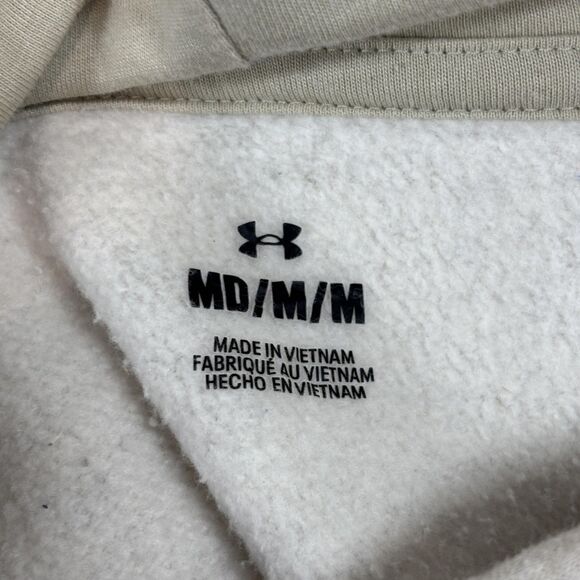 MD/M/M
MADE IN VIETNAM
FABRIQUÉ AU VIETNAM
HECHO EN VIETNAM